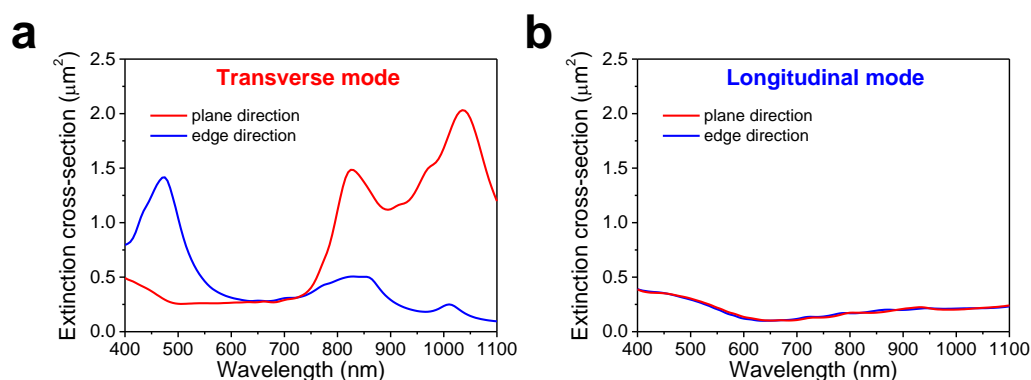 a
Transverse mode
plane direction
edge direction
Extinction cross-section (μm²)
2.5
2.0
1.5
1.0
0.5
0.0
400 500 600 700 800 900 1000 1100
Wavelength (nm)
b
Longitudinal mode
plane direction
edge direction
Extinction cross-section (μm²)
2.5
2.0
1.5
1.0
0.5
0.0
400 500 600 700 800 900 1000 1100
Wavelength (nm)